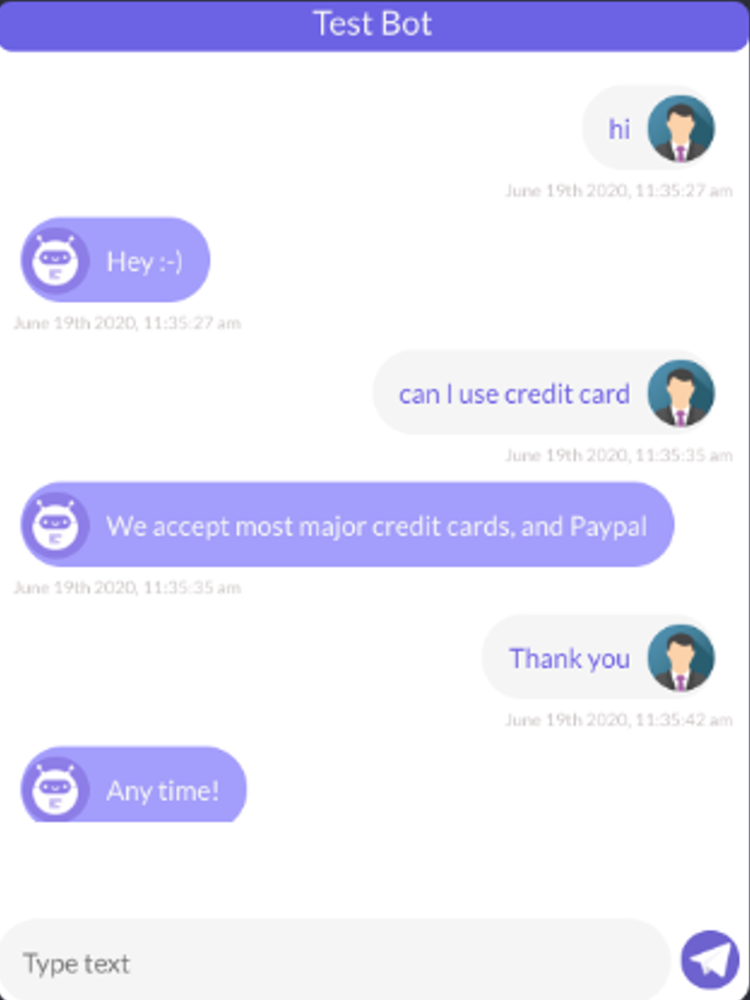 Test Bot
hi
June 19th 2020, 11:35:27 am
Hey :-)
June 19th 2020, 11:35:27 am
can I use credit card
June 19th 2020, 11:35:35 am
We accept most major credit cards, and Paypal
June 19th 2020, 11:35:35 am
Thank you
June 19th 2020, 11:35:42 am
Any time!
Type text